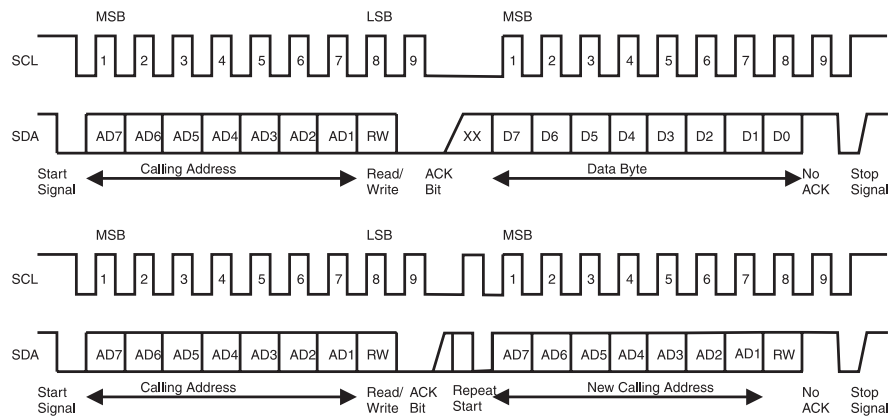 MSB LSB MSB
SCL 1 2 3 4 5 6 7 8 9 1 2 3 4 5 6 7 8 9
SDA AD7 AD6 AD5 AD4 AD3 AD2 AD1 RW XX D7 D6 D5 D4 D3 D2 D1 D0
Start Calling Address Read/ ACK Data Byte No Stop
Signal Write Bit ACK Signal
MSB LSB MSB
SCL 1 2 3 4 5 6 7 8 9 1 2 3 4 5 6 7 8 9
SDA AD7 AD6 AD5 AD4 AD3 AD2 AD1 RW AD7 AD6 AD5 AD4 AD3 AD2 AD1 RW
Start Calling Address Read/ ACK Repeat New Calling Address No Stop
Signal Write Bit Start ACK Signal